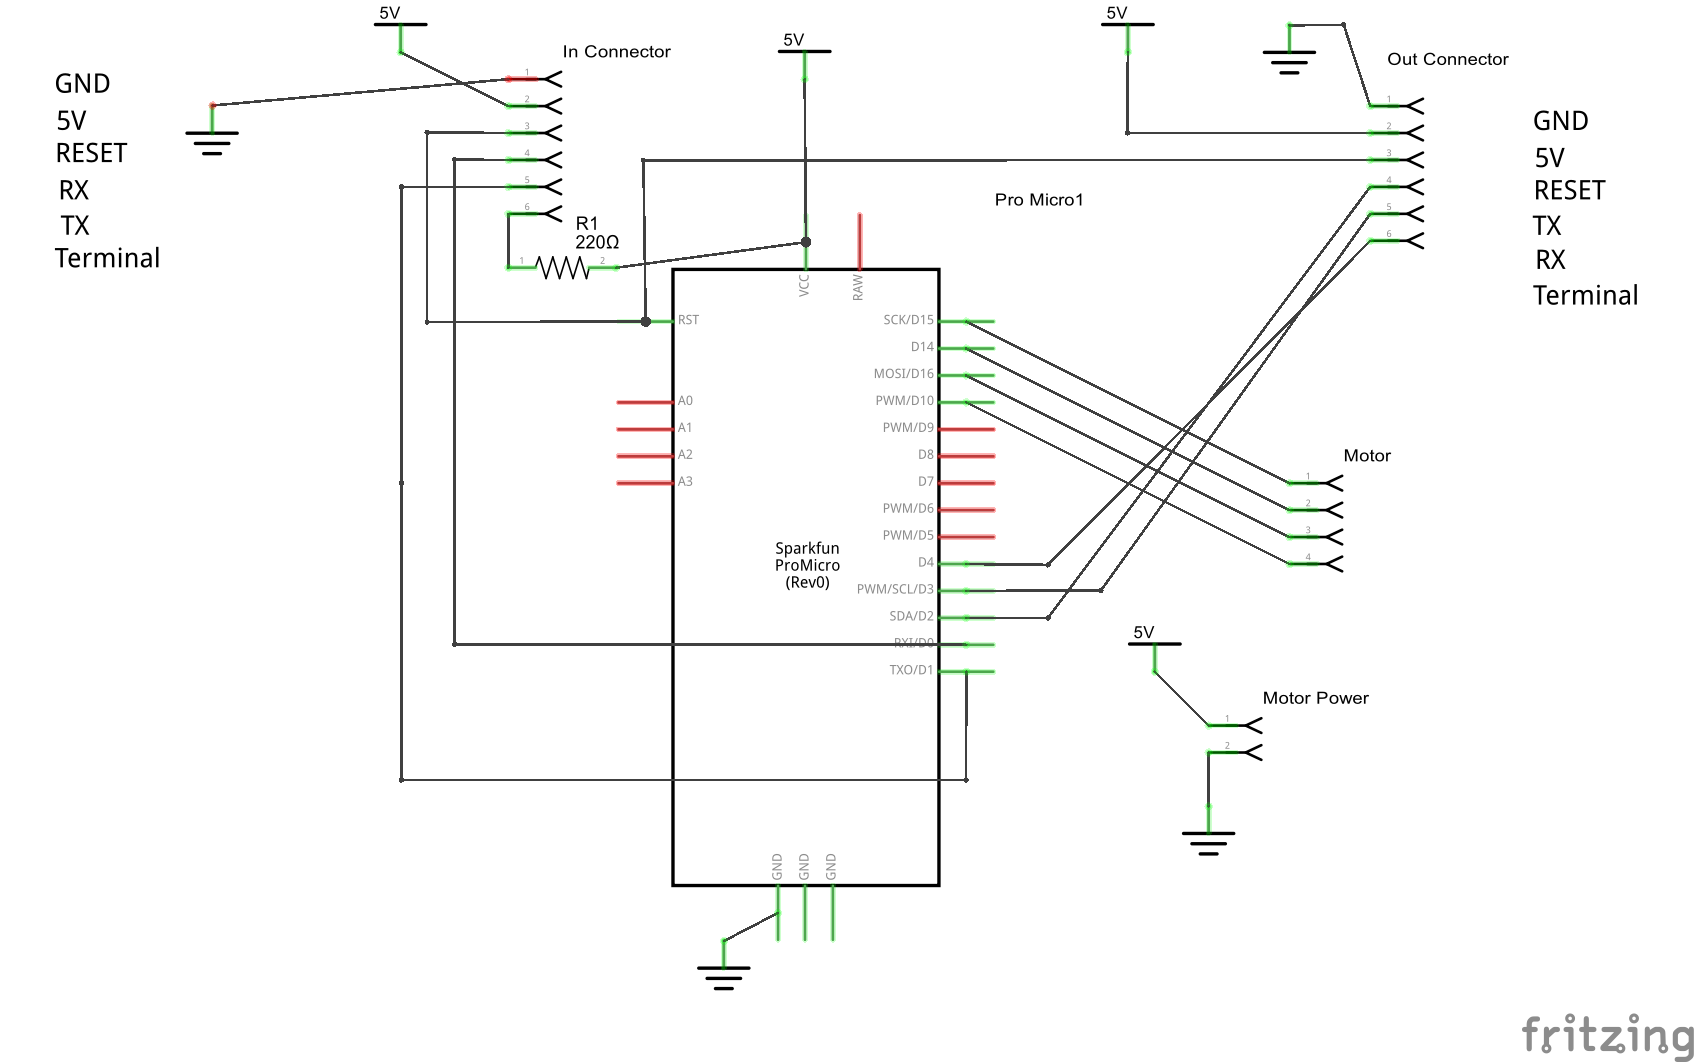 5V
In Connector
GND
5V
RESET
RX
TX
Terminal
1
2
3
4
5
6
R1
220Ω
1
2
5V
5V
Out Connector
1
2
3
4
5
6
GND
5V
RESET
TX
RX
Terminal
Pro Micro1
VCC
RAW
RST
A0
A1
A2
A3
SCK/D15
D14
MOSI/D16
PWM/D10
PWM/D9
D8
D7
PWM/D6
PWM/D5
D4
PWM/SCL/D3
SDA/D2
RXI/D0
TXO/D1
Sparkfun
ProMicro
(Rev0)
GND
GND
GND
Motor
1
2
3
4
5V
Motor Power
1
2
fritzing